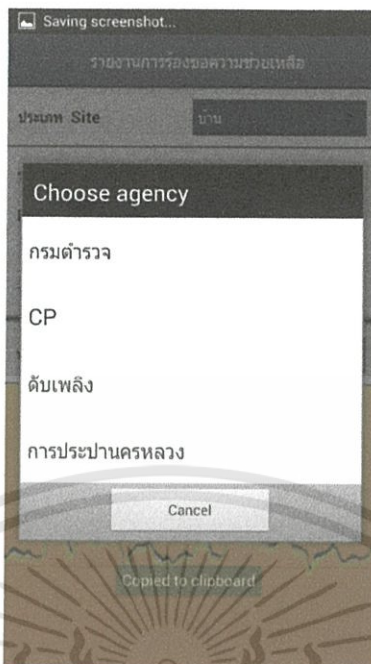 Saving screenshot...
รายงานการร้องขอความช่วยเหลือ
ประเภท Site
บ้าน
Choose agency
กรมตำรวจ
CP
ดับเพลิง
การประปานครหลวง
Cancel
Copied to clipboard